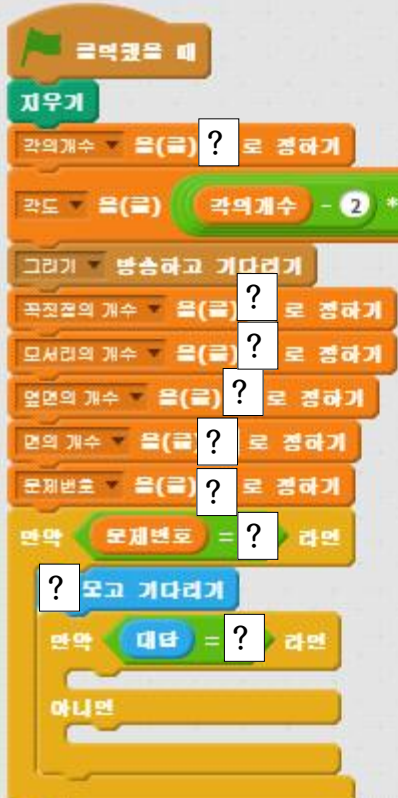 클릭했을 때
지우기
각의개수 을(를) ? 로 정하기
각도 을(를) 각의개수 - 2 *
그리기 방송하고 기다리기
꼭짓점의 개수 을(를) ? 로 정하기
모서리의 개수 을(를) ? 로 정하기
옆면의 개수 을(를) ? 로 정하기
면의 개수 을(를) ? 로 정하기
문제번호 을(를) ? 로 정하기
만약 문제번호 = ? 라면
? 묻고 기다리기
만약 대답 = ? 라면
아니면